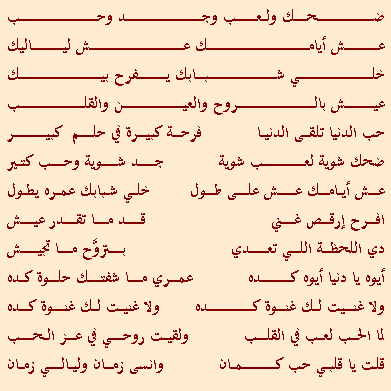 ضحك ولعب وجد وحب
عش أيامك عش لياليك
خلي شبابك يفرح بيك
عيش بالروح والعين والقلب
حب الدنيا تلقى الدنيا فرحة كبيرة في حلم كبير
ضحك شوية لعب شوية جد شوية وحب كتير
عش أيامك عش على طول خلي شبابك عمره يطول
افرح إرقص غني قد ما تقدر عيش
دي اللحظة اللي تعدي بتروَّح ما تجيش
أيوه يا دنيا أيوه كده عمري ما شفتك حلوة كده
ولا غنيت لك غنوة كده ولا غنيت لك غنوة كده
لما الحب لعب في القلب ولقيت روحي في عز الحب
قلت يا قلبي حب كمان وانسى زمان وليالي زمان